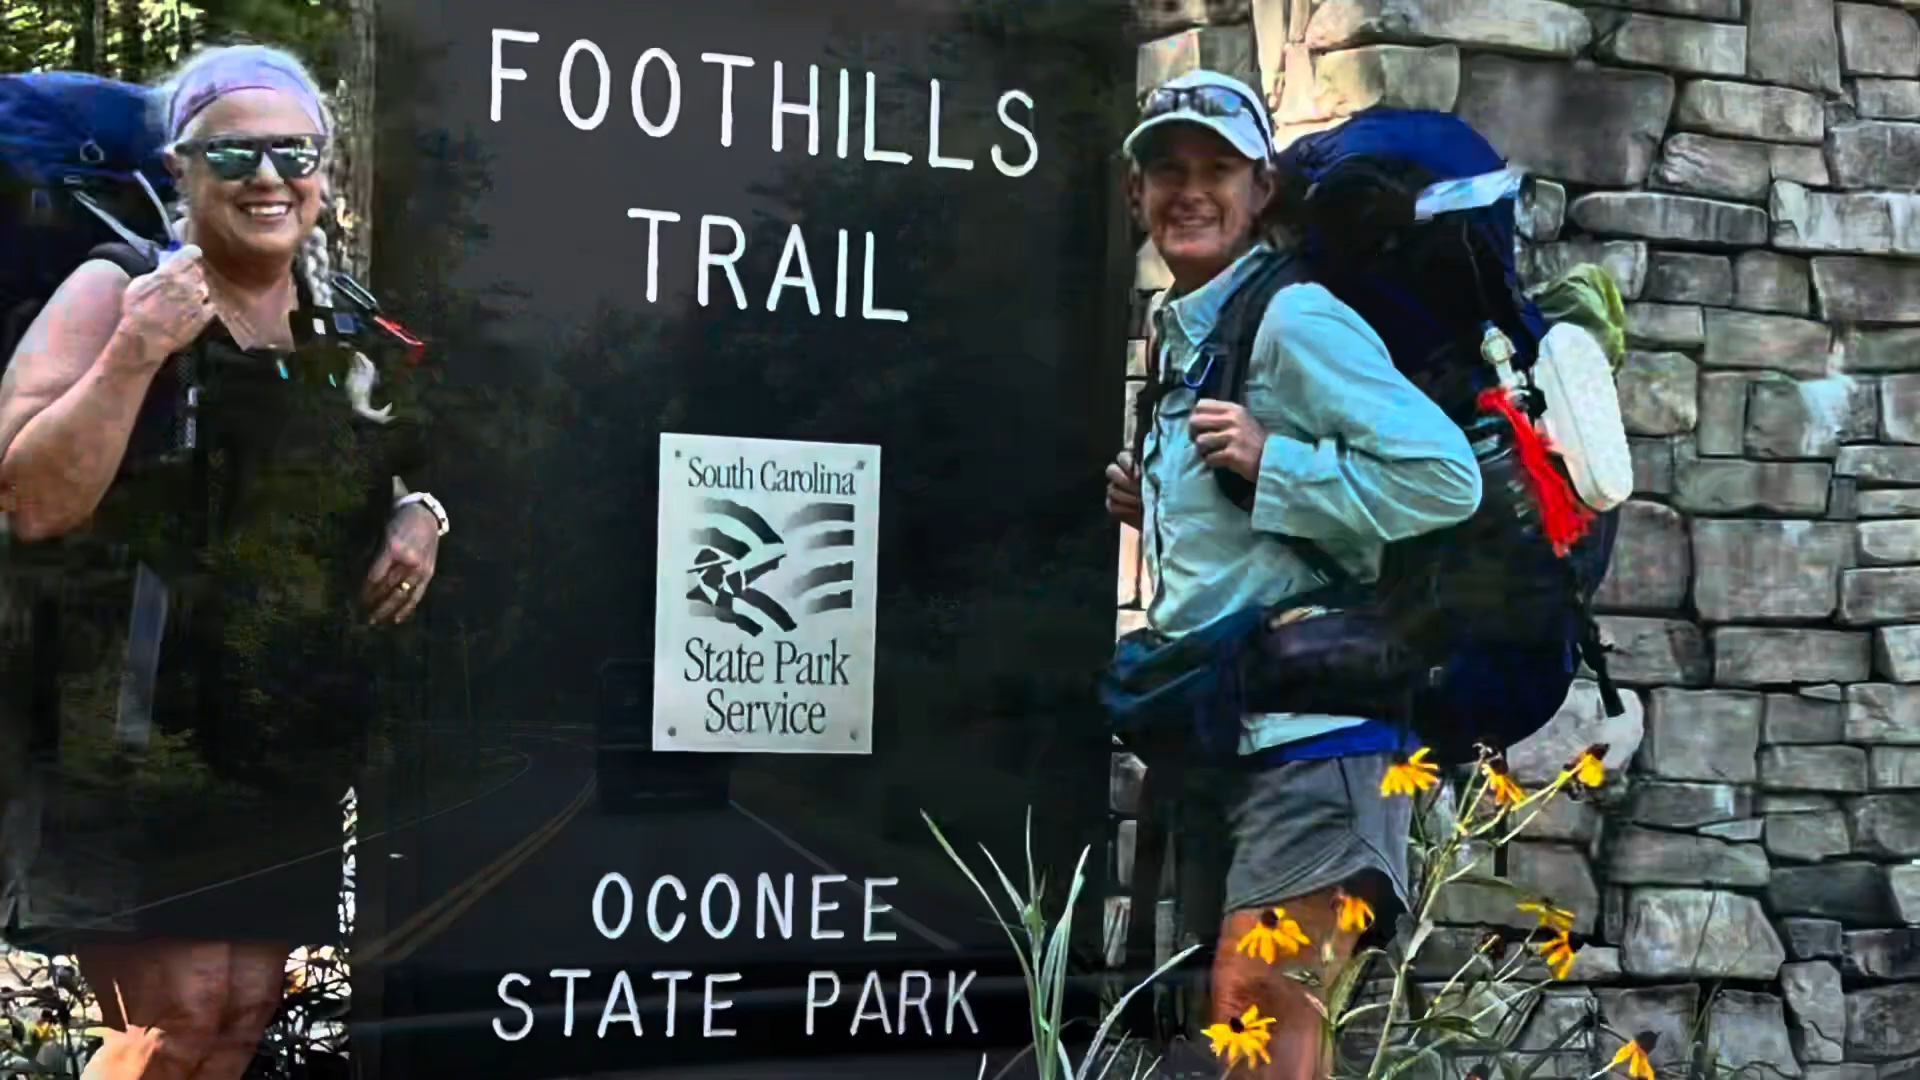 FOOTHILLS
TRAIL
South Carolina
State Park
Service
OCONEE
STATE PARK